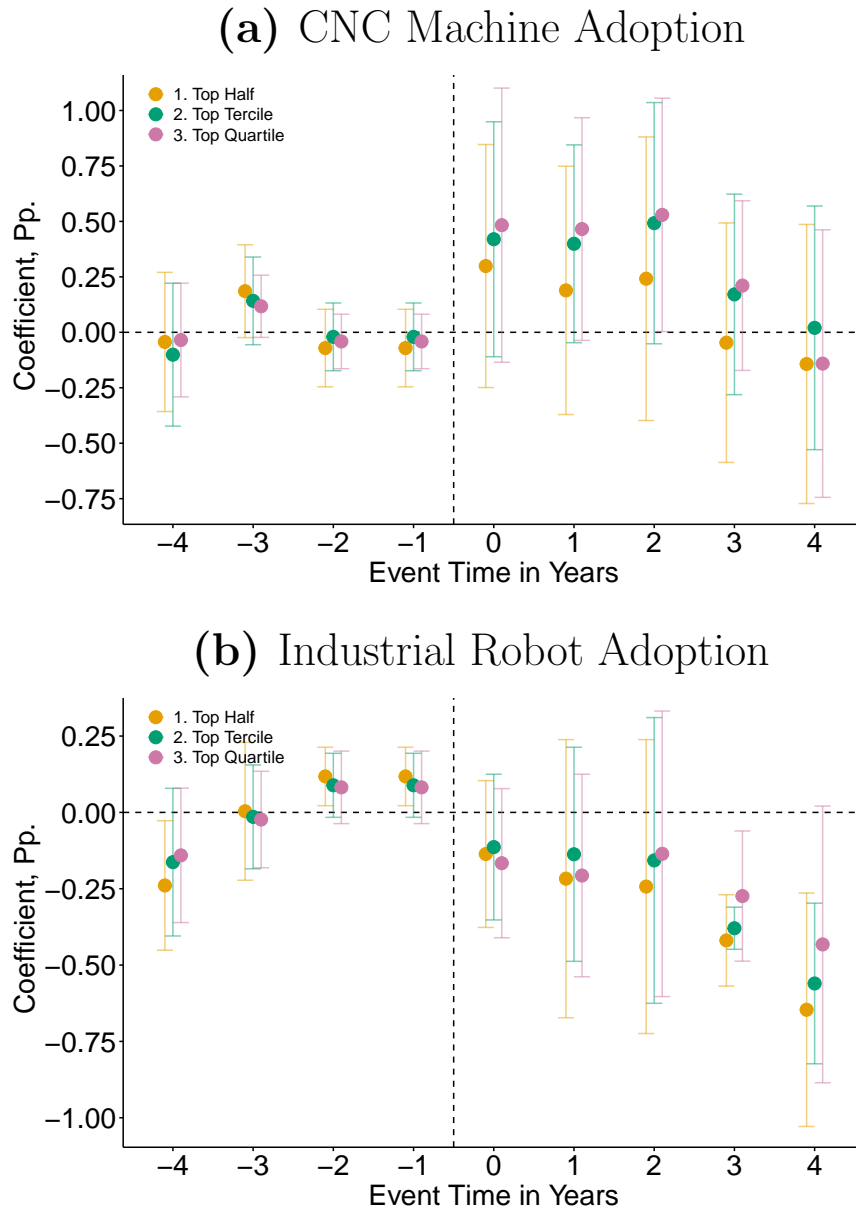 (a) CNC Machine Adoption
1. Top Half
2. Top Tercile
3. Top Quartile
1.00
0.75
0.50
0.25
0.00
−0.25
−0.50
−0.75
Coefficient, Pp.
−4 −3 −2 −1 0 1 2 3 4
Event Time in Years
(b) Industrial Robot Adoption
1. Top Half
2. Top Tercile
3. Top Quartile
0.25
0.00
−0.25
−0.50
−0.75
−1.00
Coefficient, Pp.
−4 −3 −2 −1 0 1 2 3 4
Event Time in Years